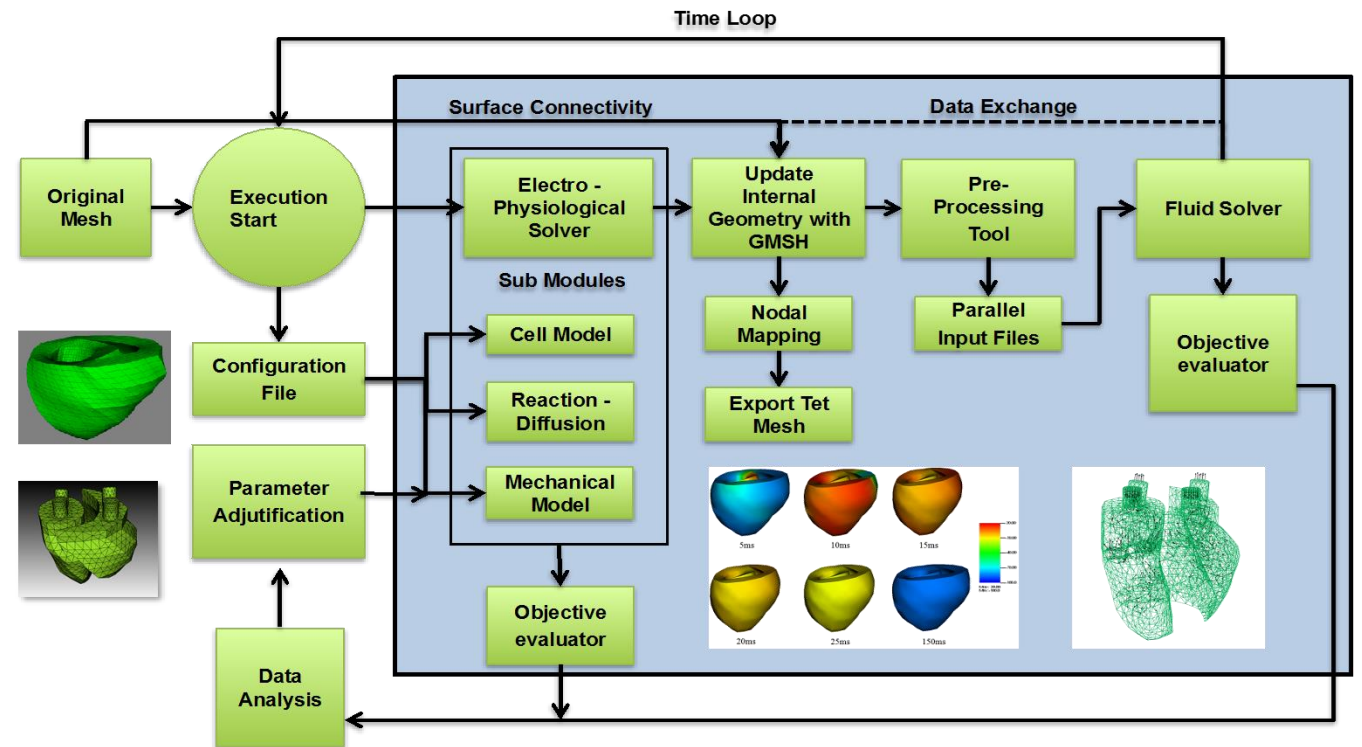 Time Loop
Surface Connectivity
Data Exchange
Original
Mesh
Execution
Start
Electro -
Physiological
Solver
Update
Internal
Geometry with
GMSH
Pre-
Processing
Tool
Fluid Solver
Sub Modules
Cell Model
Nodal
Mapping
Parallel
Input Files
Objective
evaluator
Configuration
File
Reaction -
Diffusion
Export Tet
Mesh
Parameter
Adjutification
Mechanical
Model
5ms
10ms
15ms
20ms
25ms
150ms
Objective
evaluator
Data
Analysis